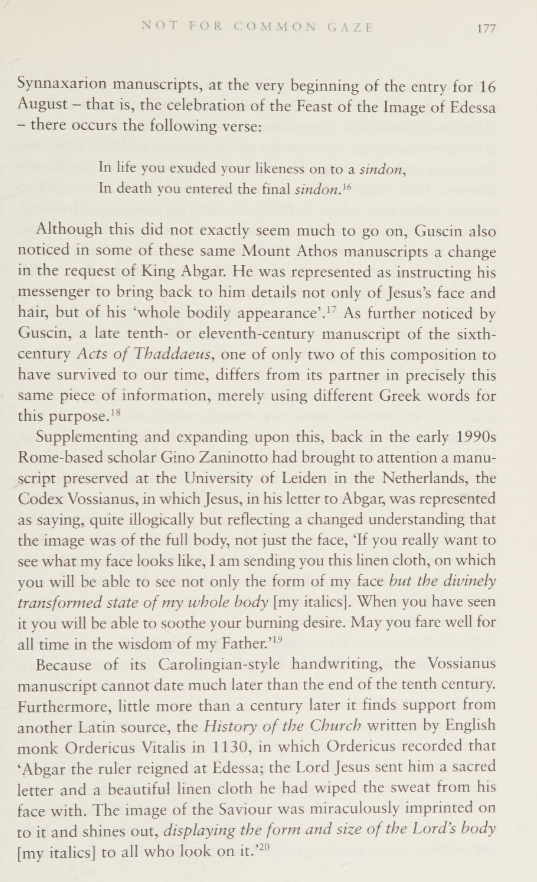 NOT FOR COMMON GAZE 177
Synnaxarion manuscripts, at the very beginning of the entry for 16
August – that is, the celebration of the Feast of the Image of Edessa
– there occurs the following verse:
In life you exuded your likeness on to a sindon,
In death you entered the final sindon.¹⁶
Although this did not exactly seem much to go on, Guscin also
noticed in some of these same Mount Athos manuscripts a change
in the request of King Abgar. He was represented as instructing his
messenger to bring back to him details not only of Jesus's face and
hair, but of his 'whole bodily appearance'.¹⁷ As further noticed by
Guscin, a late tenth- or eleventh-century manuscript of the sixth-
century Acts of Thaddaeus, one of only two of this composition to
have survived to our time, differs from its partner in precisely this
same piece of information, merely using different Greek words for
this purpose.¹⁸
Supplementing and expanding upon this, back in the early 1990s
Rome-based scholar Gino Zaninotto had brought to attention a manu-
script preserved at the University of Leiden in the Netherlands, the
Codex Vossianus, in which Jesus, in his letter to Abgar, was represented
as saying, quite illogically but reflecting a changed understanding that
the image was of the full body, not just the face, 'If you really want to
see what my face looks like, I am sending you this linen cloth, on which
you will be able to see not only the form of my face but the divinely
transformed state of my whole body [my italics]. When you have seen
it you will be able to soothe your burning desire. May you fare well for
all time in the wisdom of my Father.'¹⁹
Because of its Carolingian-style handwriting, the Vossianus
manuscript cannot date much later than the end of the tenth century.
Furthermore, little more than a century later it finds support from
another Latin source, the History of the Church written by English
monk Ordericus Vitalis in 1130, in which Ordericus recorded that
'Abgar the ruler reigned at Edessa; the Lord Jesus sent him a sacred
letter and a beautiful linen cloth he had wiped the sweat from his
face with. The image of the Saviour was miraculously imprinted on
to it and shines out, displaying the form and size of the Lord's body
[my italics] to all who look on it.'²⁰